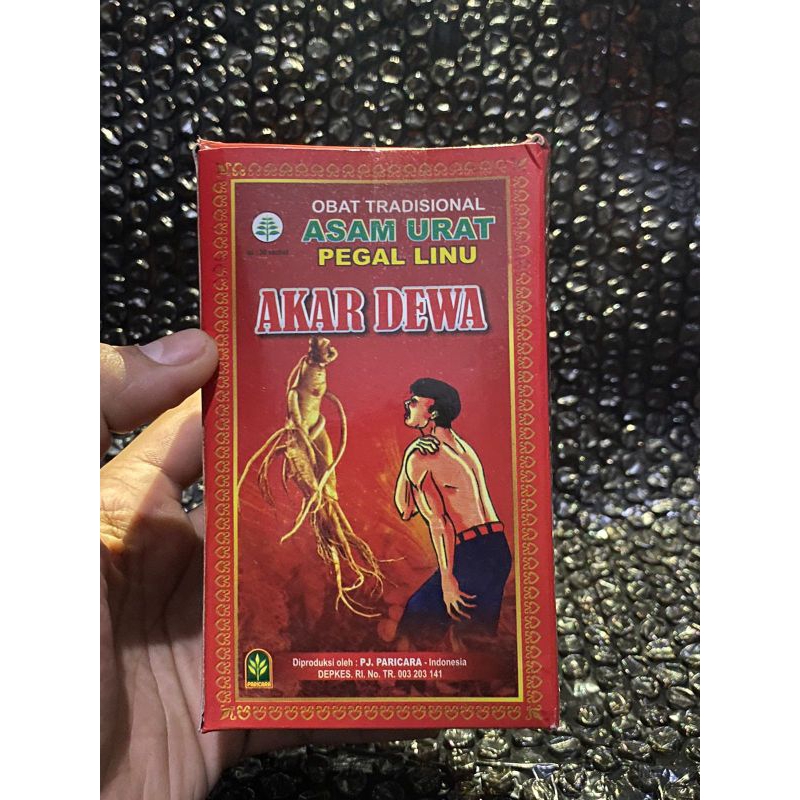 OBAT TRADISIONAL
ASAM URAT
PEGAL LINU
AKAR DEWA
Diproduksi oleh : PJ. PARICARA - Indonesia
DEPKES. RI. No. TR. 003 203 141
PARICARA